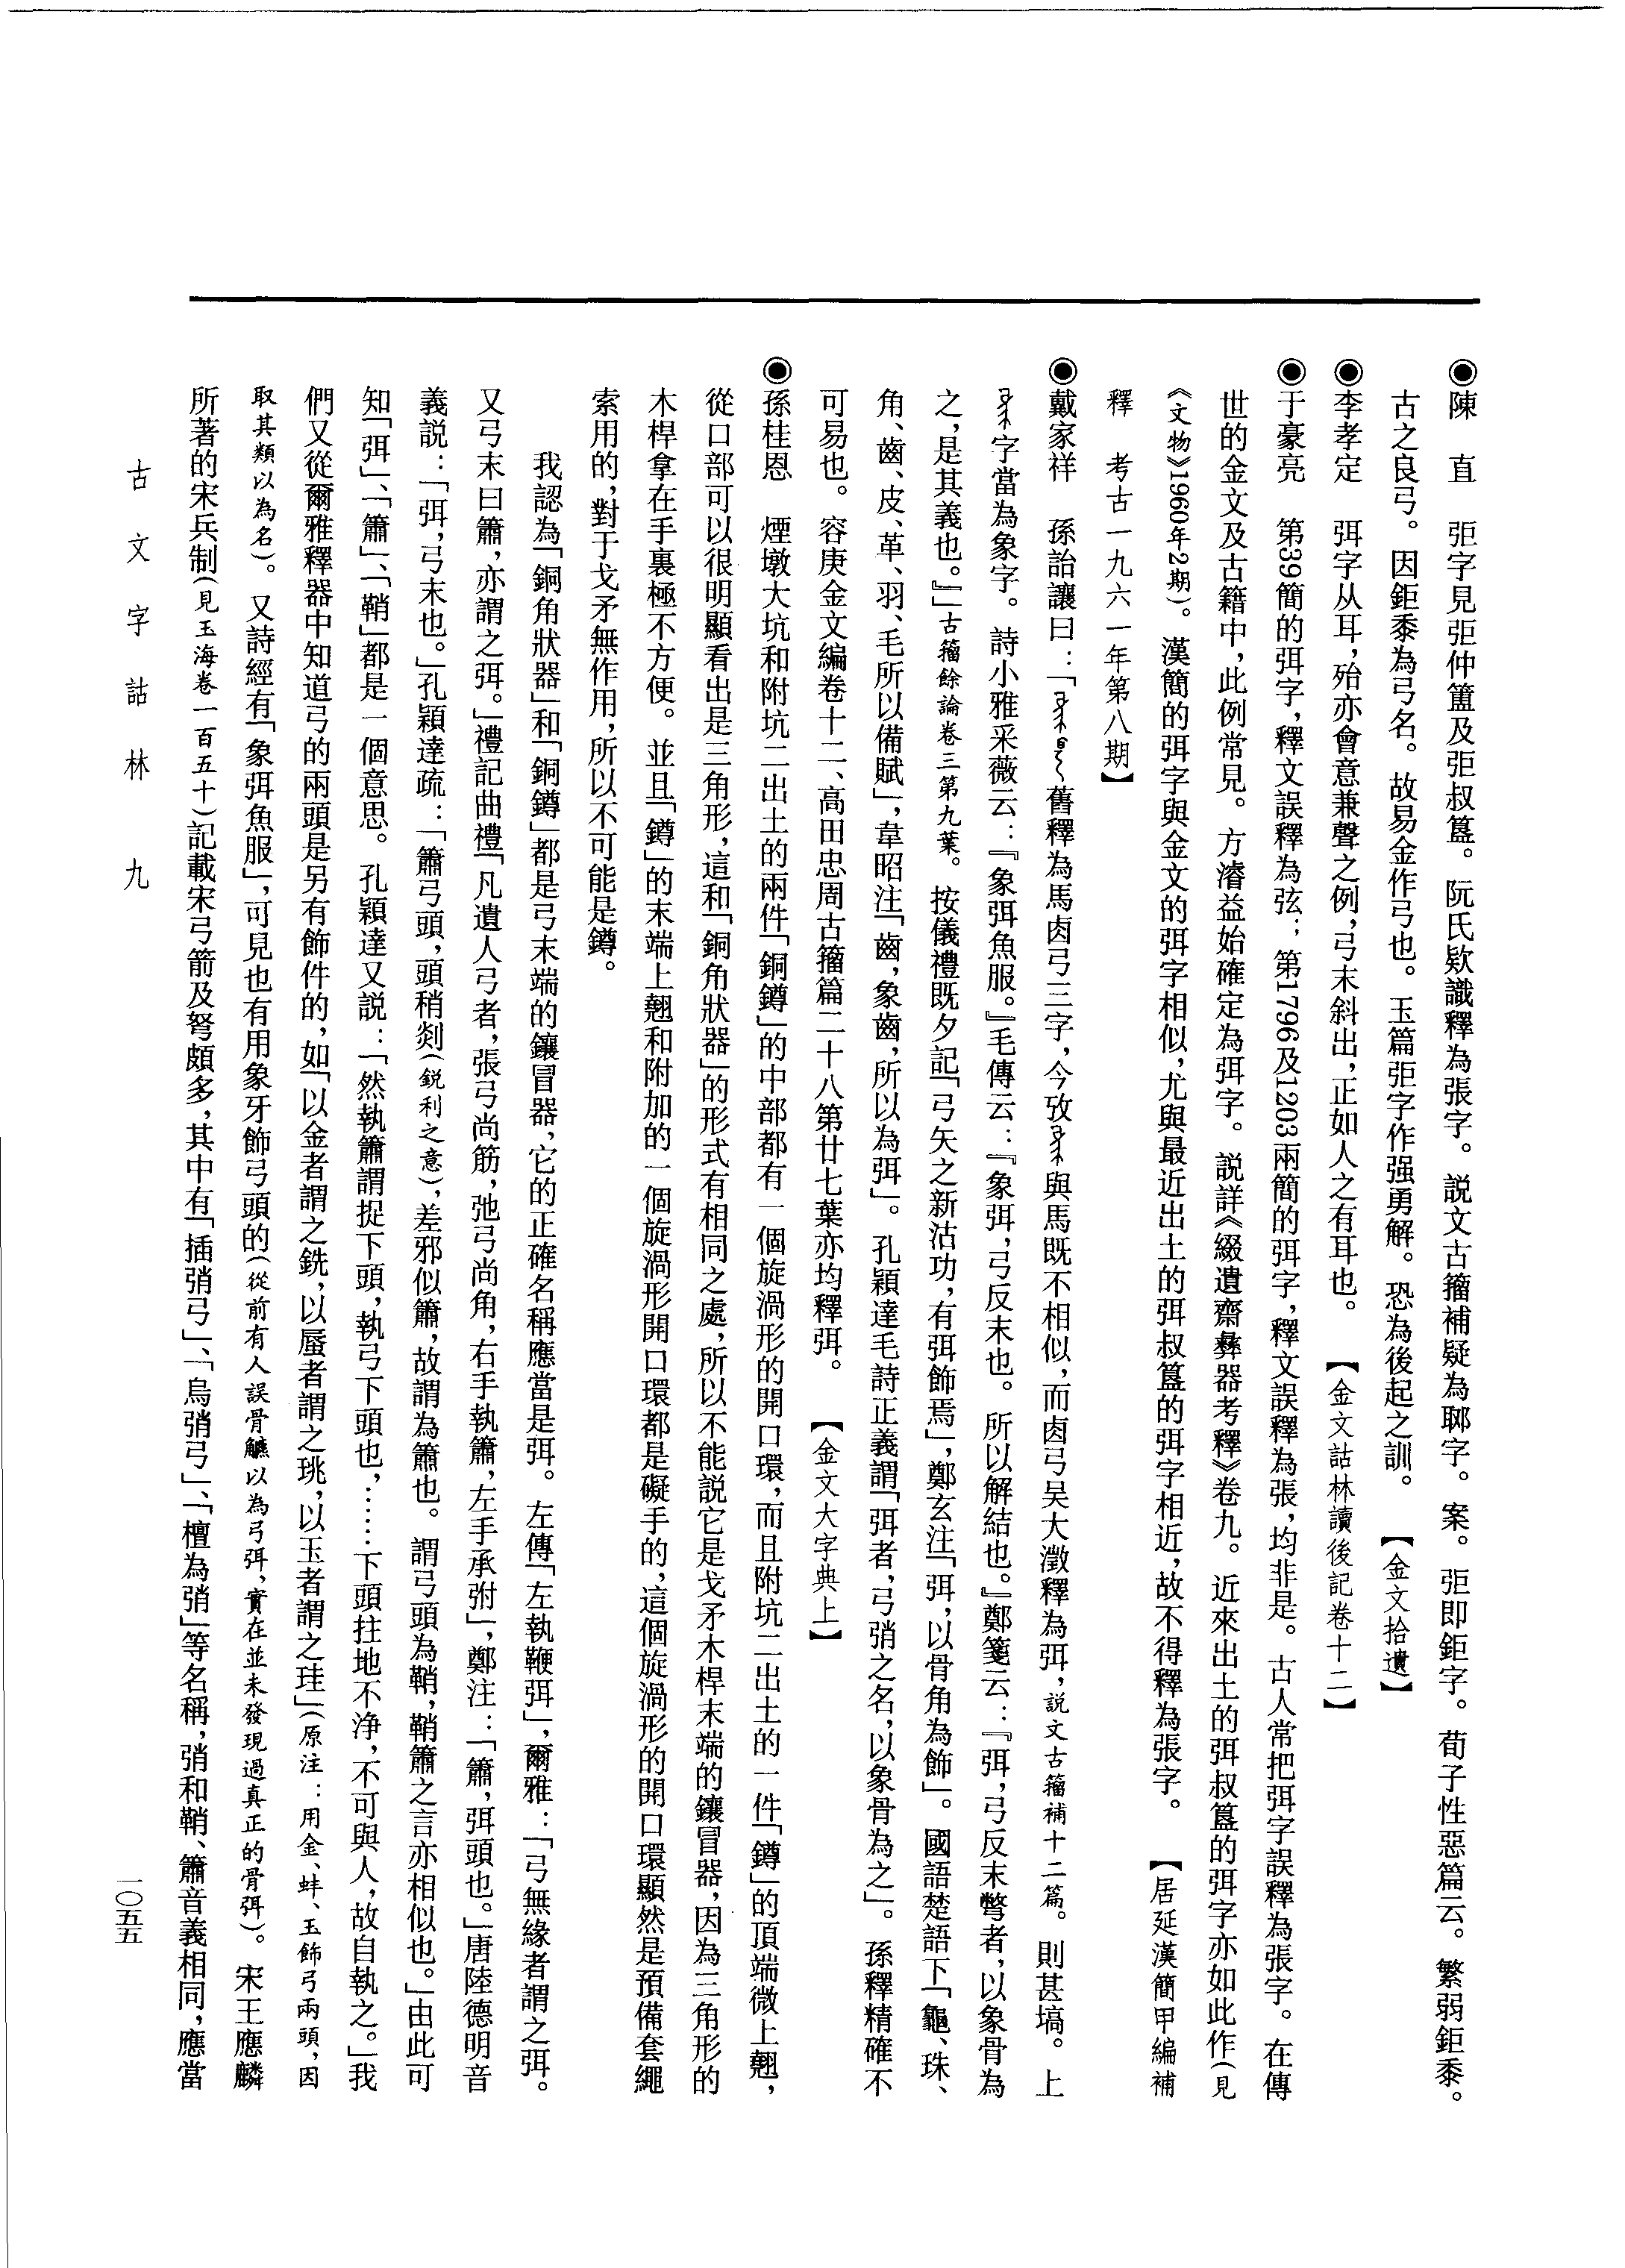 ◉陳　直　弡字見弡仲簠及弡叔簋。阮氏欵識釋為張字。説文古籀補疑為郰字。案。弡即鉅字。荀子性惡篇云。繁弱鉅黍。
古之良弓。因鉅黍為弓名。故易金作弓也。玉篇弡字作强勇解。恐為後起之訓。　【金文拾遺】
◉李孝定　弭字从耳，殆亦會意兼聲之例，弓末斜出，正如人之有耳也。　【金文詁林讀後記卷十二】
◉于豪亮　第39簡的弭字，釋文誤釋為弦；第1796及1203兩簡的弭字，釋文誤釋為張，均非是。古人常把弭字誤釋為張字。在傳
世的金文及古籍中，此例常見。方濬益始確定為弭字。説詳《綴遺齋彝器考釋》卷九。近來出土的弭叔簋的弭字亦如此作（見
《文物》1960年2期）。漢簡的弭字與金文的弭字相似，尤與最近出土的弭叔簋的弭字相近，故不得釋為張字。　【居延漢簡甲編補
釋　考古一九六一年第八期】
◉戴家祥　孫詒讓曰：「舊釋為馬鹵弓三字，今攷與馬既不相似，而鹵弓吴大澂釋為弭，説文古籀補十二篇。則甚塙。上
字當為象字。詩小雅采薇云：『象弭魚服。』毛傳云：『象弭，弓反末也。所以解結也。』鄭箋云：『弭，弓反末彆者，以象骨為
之，是其義也。』」古籀餘論卷三第九葉。按儀禮既夕記「弓矢之新沽功，有弭飾焉」，鄭玄注「弭，以骨角為飾」。國語楚語下「龜、珠、
角、齒、皮、革、羽、毛所以備賦」，韋昭注「齒，象齒，所以為弭」。孔穎達毛詩正義謂「弭者，弓弰之名，以象骨為之」。孫釋精確不
可易也。容庚金文編卷十二、高田忠周古籀篇二十八第廿七葉亦均釋弭。　【金文大字典上】
◉孫桂恩　煙墩大坑和附坑二出土的兩件「銅鐏」的中部都有一個旋渦形的開口環，而且附坑二出土的一件「鐏」的頂端微上翹，
從口部可以很明顯看出是三角形，這和「銅角狀器」的形式有相同之處，所以不能説它是戈矛木桿末端的鑲冒器，因為三角形的
木桿拿在手裏極不方便。並且「鐏」的末端上翹和附加的一個旋渦形開口環都是礙手的，這個旋渦形的開口環顯然是預備套繩
索用的，對于戈矛無作用，所以不可能是鐏。
我認為「銅角狀器」和「銅鐏」都是弓末端的鑲冒器，它的正確名稱應當是弭。左傳「左執鞭弭」，爾雅：「弓無緣者謂之弭。
又弓末曰簫，亦謂之弭。」禮記曲禮「凡遺人弓者，張弓尚筋，弛弓尚角，右手執簫，左手承弣」，鄭注：「簫，弭頭也。」唐陸德明音
義説：「弭，弓末也。」孔穎達疏：「簫弓頭，頭稍剡（鋭利之意），差邪似簫，故謂為簫也。謂弓頭為鞘，鞘簫之言亦相似也。」由此可
知「弭」、「簫」、「鞘」都是一個意思。孔穎達又説：「然執簫謂捉下頭，執弓下頭也，……下頭拄地不净，不可與人，故自執之。」我
們又從爾雅釋器中知道弓的兩頭是另有飾件的，如「以金者謂之銑，以蜃者謂之珧，以玉者謂之珪」（原注：用金、蚌、玉飾弓兩頭，因
取其類以為名）。又詩經有「象弭魚服」，可見也有用象牙飾弓頭的（從前有人誤骨觿以為弓弭，實在並未發現過真正的骨弭）。宋王應麟
所著的宋兵制（見玉海卷一百五十）記載宋弓箭及弩頗多，其中有「插弰弓」、「烏弰弓」、「檀為弰」等名稱，弰和鞘、簫音義相同，應當
古文字詁林　九
一〇五五